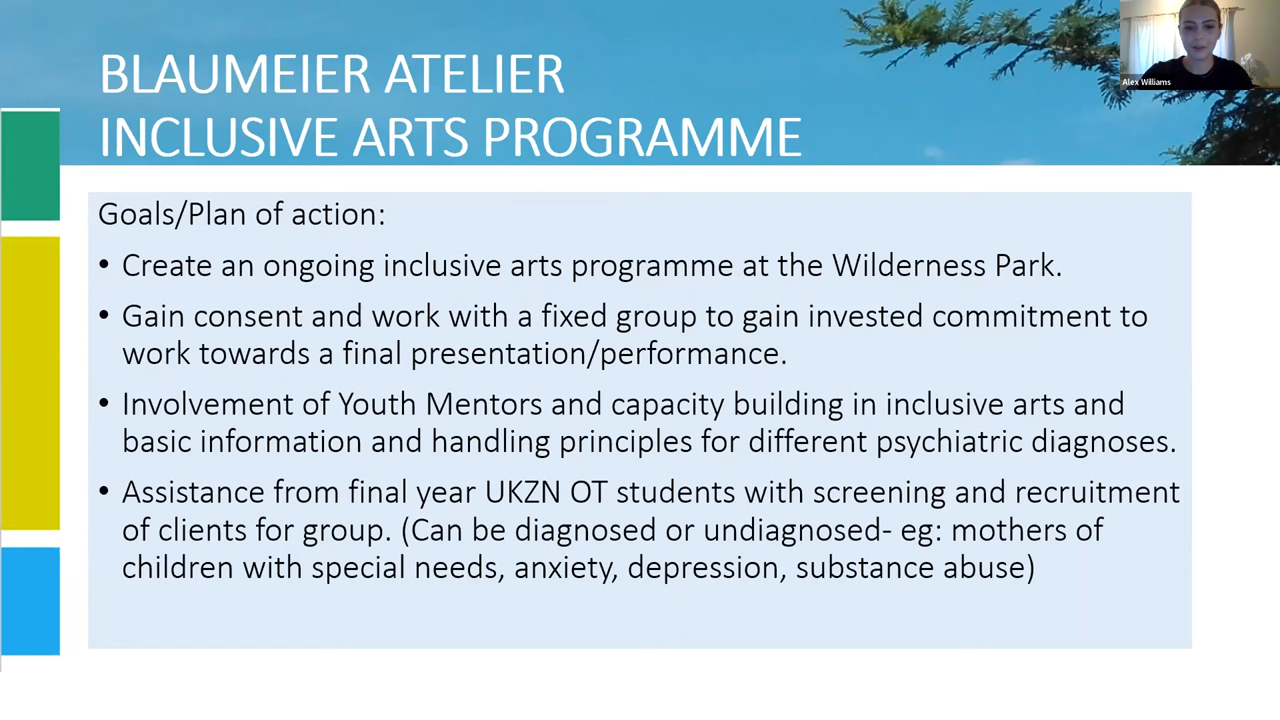 BLAUMEIER ATELIER
INCLUSIVE ARTS PROGRAMME
Alex Williams
Goals/Plan of action:
• Create an ongoing inclusive arts programme at the Wilderness Park.
• Gain consent and work with a fixed group to gain invested commitment to
work towards a final presentation/performance.
• Involvement of Youth Mentors and capacity building in inclusive arts and
basic information and handling principles for different psychiatric diagnoses.
• Assistance from final year UKZN OT students with screening and recruitment
of clients for group. (Can be diagnosed or undiagnosed- eg: mothers of
children with special needs, anxiety, depression, substance abuse)